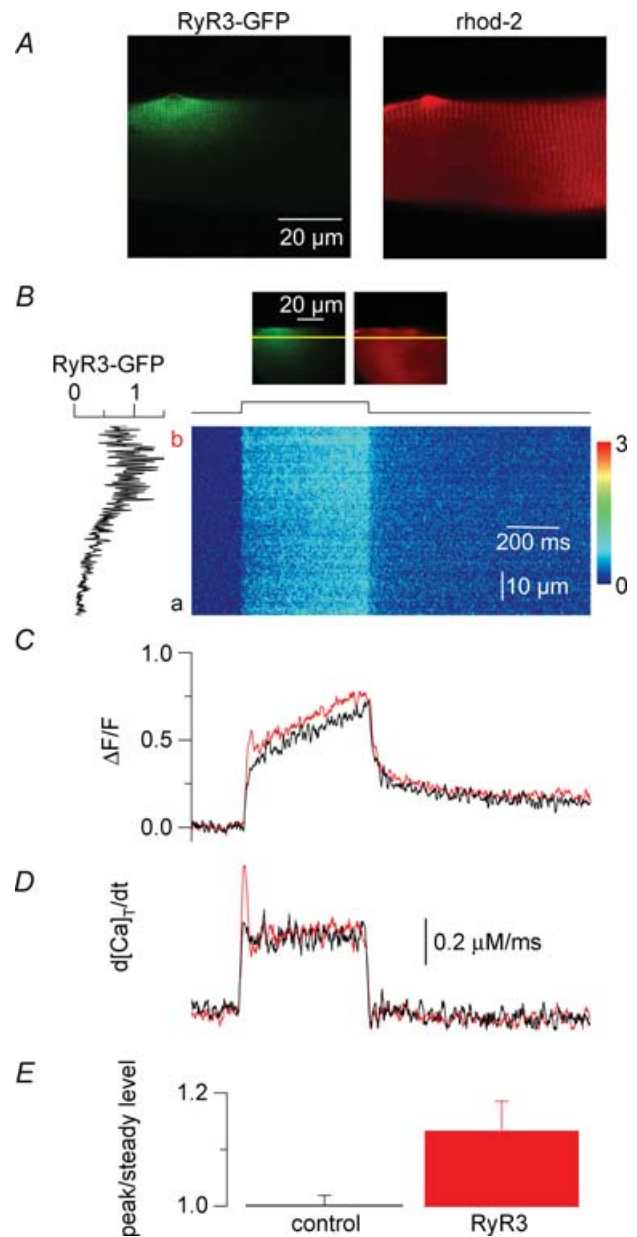 A
RyR3-GFP
rhod-2
20 µm
B
20 µm
RyR3-GFP
0 1
b
a
200 ms
10 µm
3
0
C
1.0
0.5
0.0
ΔF/F
D
d[Ca]T/dt
0.2 µM/ms
E
peak/steady level
1.2
1.0
control
RyR3